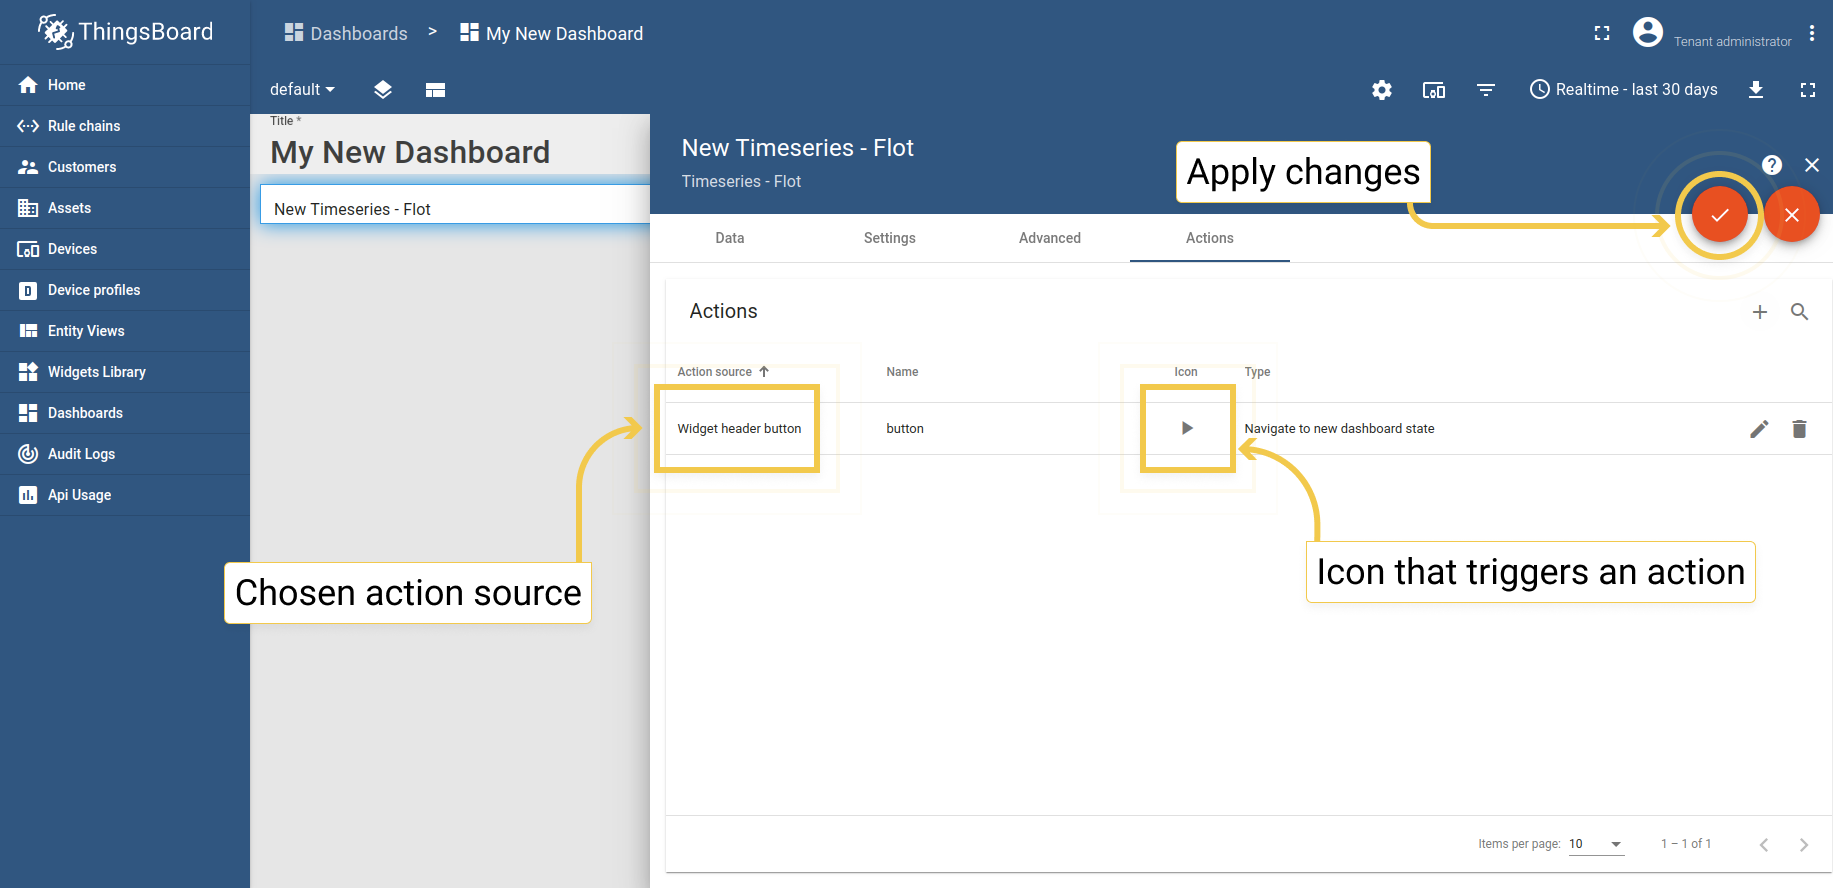 ThingsBoard
Dashboards > My New Dashboard
Tenant administrator
Home
Rule chains
Customers
Assets
Devices
Device profiles
Entity Views
Widgets Library
Dashboards
Audit Logs
Api Usage
default
Realtime - last 30 days
Title *
My New Dashboard
New Timeseries - Flot
New Timeseries - Flot
Timeseries - Flot
Apply changes
Data Settings Advanced Actions
Actions
Action source Name Icon Type
Widget header button button Navigate to new dashboard state
Chosen action source
Icon that triggers an action
Items per page: 10 1 – 1 of 1